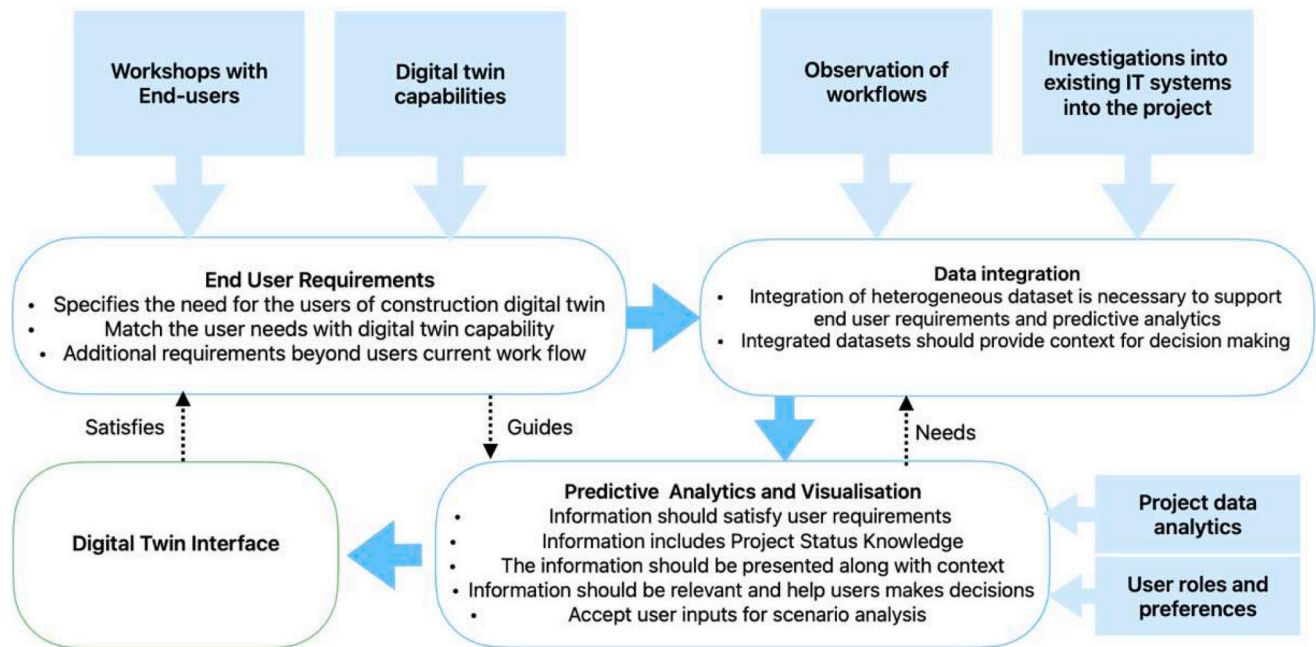 Workshops with
End-users
Digital twin
capabilities
Observation of
workflows
Investigations into
existing IT systems
into the project
End User Requirements
• Specifies the need for the users of construction digital twin
• Match the user needs with digital twin capability
• Additional requirements beyond users current work flow
Data integration
• Integration of heterogeneous dataset is necessary to support
end user requirements and predictive analytics
• Integrated datasets should provide context for decision making
Satisfies
Guides
Needs
Digital Twin Interface
Predictive Analytics and Visualisation
• Information should satisfy user requirements
• Information includes Project Status Knowledge
• The information should be presented along with context
• Information should be relevant and help users makes decisions
• Accept user inputs for scenario analysis
Project data
analytics
User roles and
preferences